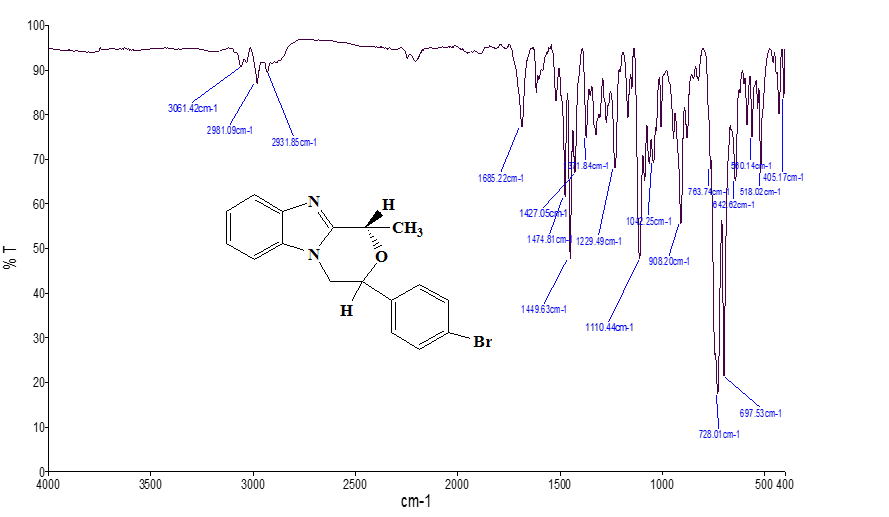 100
90
80
70
60
50
40
30
20
10
0
% T
4000
3500
3000
2500
2000
1500
1000
500 400
cm-1
3061.42cm-1
2981.09cm-1
2931.85cm-1
1685.22cm-1
1427.05cm-1
1474.81cm-1
1449.63cm-1
1229.49cm-1
1110.44cm-1
1042.25cm-1
908.20cm-1
763.74cm-1
642.62cm-1
518.02cm-1
405.17cm-1
728.01cm-1
697.53cm-1
N
H
CH3
N
O
H
Br